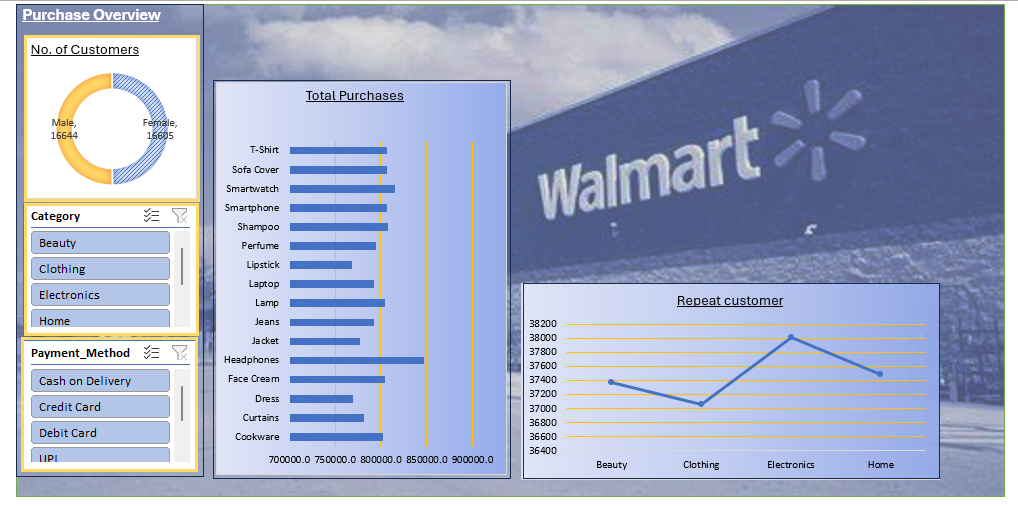 Purchase Overview
No. of Customers
Male,
16644
Female,
16605
Category
Beauty
Clothing
Electronics
Home
Payment_Method
Cash on Delivery
Credit Card
Debit Card
UPI
Total Purchases
T-Shirt
Sofa Cover
Smartwatch
Smartphone
Shampoo
Perfume
Lipstick
Laptop
Lamp
Jeans
Jacket
Headphones
Face Cream
Dress
Curtains
Cookware
700000.0 750000.0 800000.0 850000.0 900000.0
Walmart
Repeat customer
38200
38000
37800
37600
37400
37200
37000
36800
36600
36400
Beauty Clothing Electronics Home